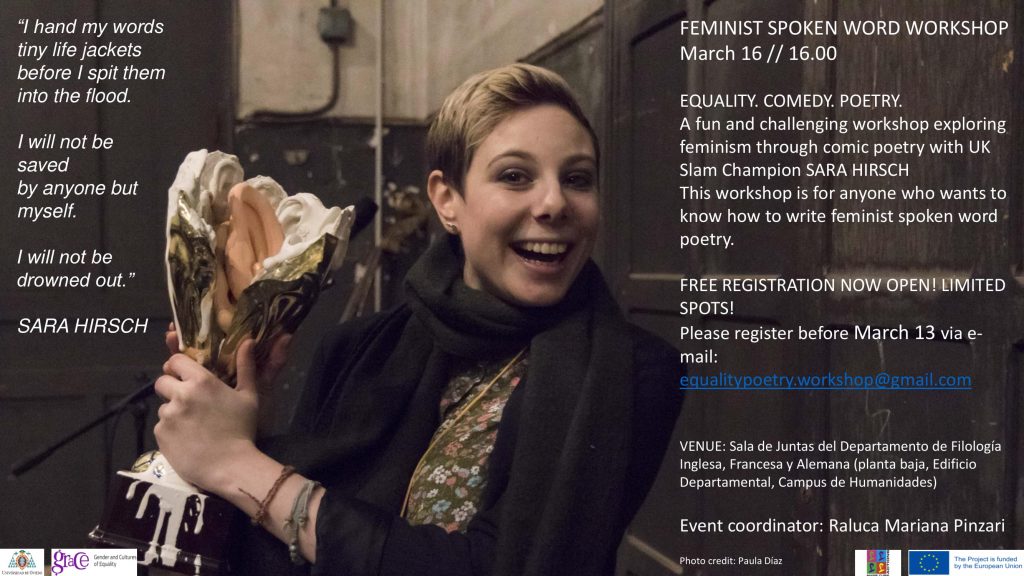 “I hand my words
tiny life jackets
before I spit them
into the flood.
I will not be
saved
by anyone but
myself.
I will not be
drowned out.”
SARA HIRSCH
FEMINIST SPOKEN WORD WORKSHOP
March 16 // 16.00
EQUALITY. COMEDY. POETRY.
A fun and challenging workshop exploring
feminism through comic poetry with UK
Slam Champion SARA HIRSCH
This workshop is for anyone who wants to
know how to write feminist spoken word
poetry.
FREE REGISTRATION NOW OPEN! LIMITED
SPOTS!
Please register before March 13 via e-
mail:
equalitypoetry.workshop@gmail.com
VENUE: Sala de Juntas del Departamento de Filología
Inglesa, Francesa y Alemana (planta baja, Edificio
Departamental, Campus de Humanidades)
Event coordinator: Raluca Mariana Pinzari
Photo credit: Paula Díaz
grace
Gender and Cultures
of Equality
The Project is funded
by the European Union